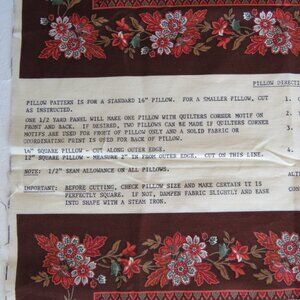 PILLOW DIRECTI
PILLOW PATTERN IS FOR A STANDARD 16" PILLOW. FOR A SMALLER PILLOW, CUT
AS INSTRUCTED.
ONE 1/2 YARD PANEL WILL MAKE ONE PILLOW WITH QUILTERS CORNER MOTIF ON
FRONT AND BACK. IF DESIRED, TWO PILLOWS CAN BE MADE IF QUILTERS CORNER
MOTIFS ARE USED FOR FRONT OF PILLOW ONLY AND A SOLID FABRIC OR
COORDINATING PRINT IS USED FOR BACK OF PILLOW.
16" SQUARE PILLOW - CUT ALONG OUTER EDGE.
12" SQUARE PILLOW - MEASURE 2" IN FROM OUTER EDGE. CUT ON THIS LINE.
NOTE: 1/2" SEAM ALLOWANCE ON ALL PILLOWS.
IMPORTANT: BEFORE CUTTING, CHECK PILLOW SIZE AND MAKE CERTAIN IT IS
PERFECTLY SQUARE. IF NOT, DAMPEN FABRIC SLIGHTLY AND EASE
INTO SHAPE WITH A STEAM IRON.
1.
2.
3.
4.
ALTE